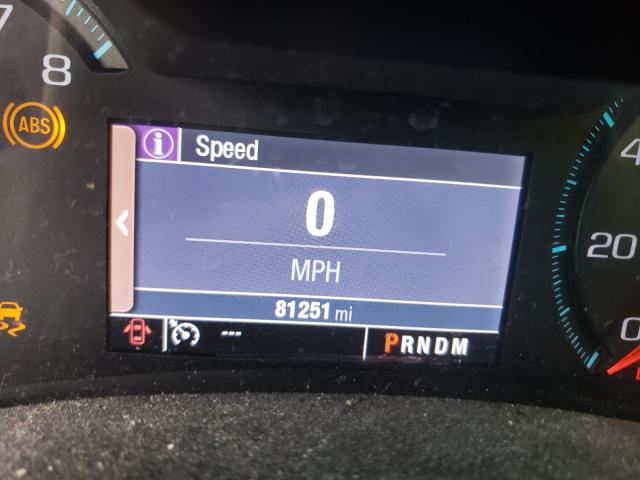 7
8
ABS
i Speed
0
MPH
81251 mi
---
PRNDM
4
20
0